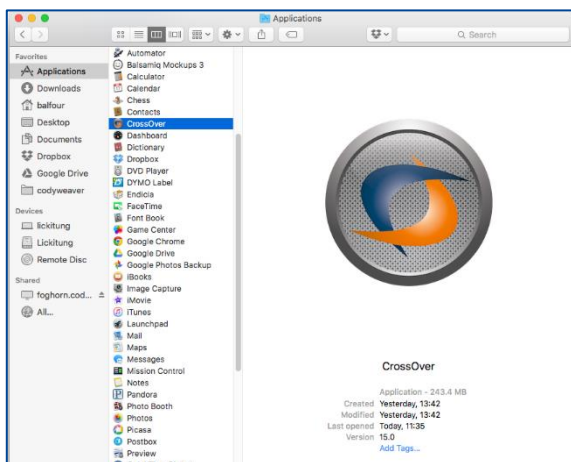 Applications
Search
Favorites
Applications
Downloads
balfour
Desktop
Documents
Dropbox
Google Drive
codyweaver
Devices
lickitung
Lickitung
Remote Disc
Shared
foghorn.cod...
All...
Automator
Balsamiq Mockups 3
Calculator
Calendar
Chess
Contacts
CrossOver
Dashboard
Dictionary
Dropbox
DVD Player
DYMO Label
Endicia
FaceTime
Font Book
Game Center
Google Chrome
Google Drive
Google Photos Backup
iBooks
Image Capture
iMovie
iTunes
Launchpad
Mail
Maps
Messages
Mission Control
Notes
Pandora
Photo Booth
Photos
Picasa
Postbox
Preview
CrossOver
Application - 243.4 MB
Created Yesterday, 13:42
Modified Yesterday, 13:42
Last opened Today, 11:35
Version 15.0
Add Tags...